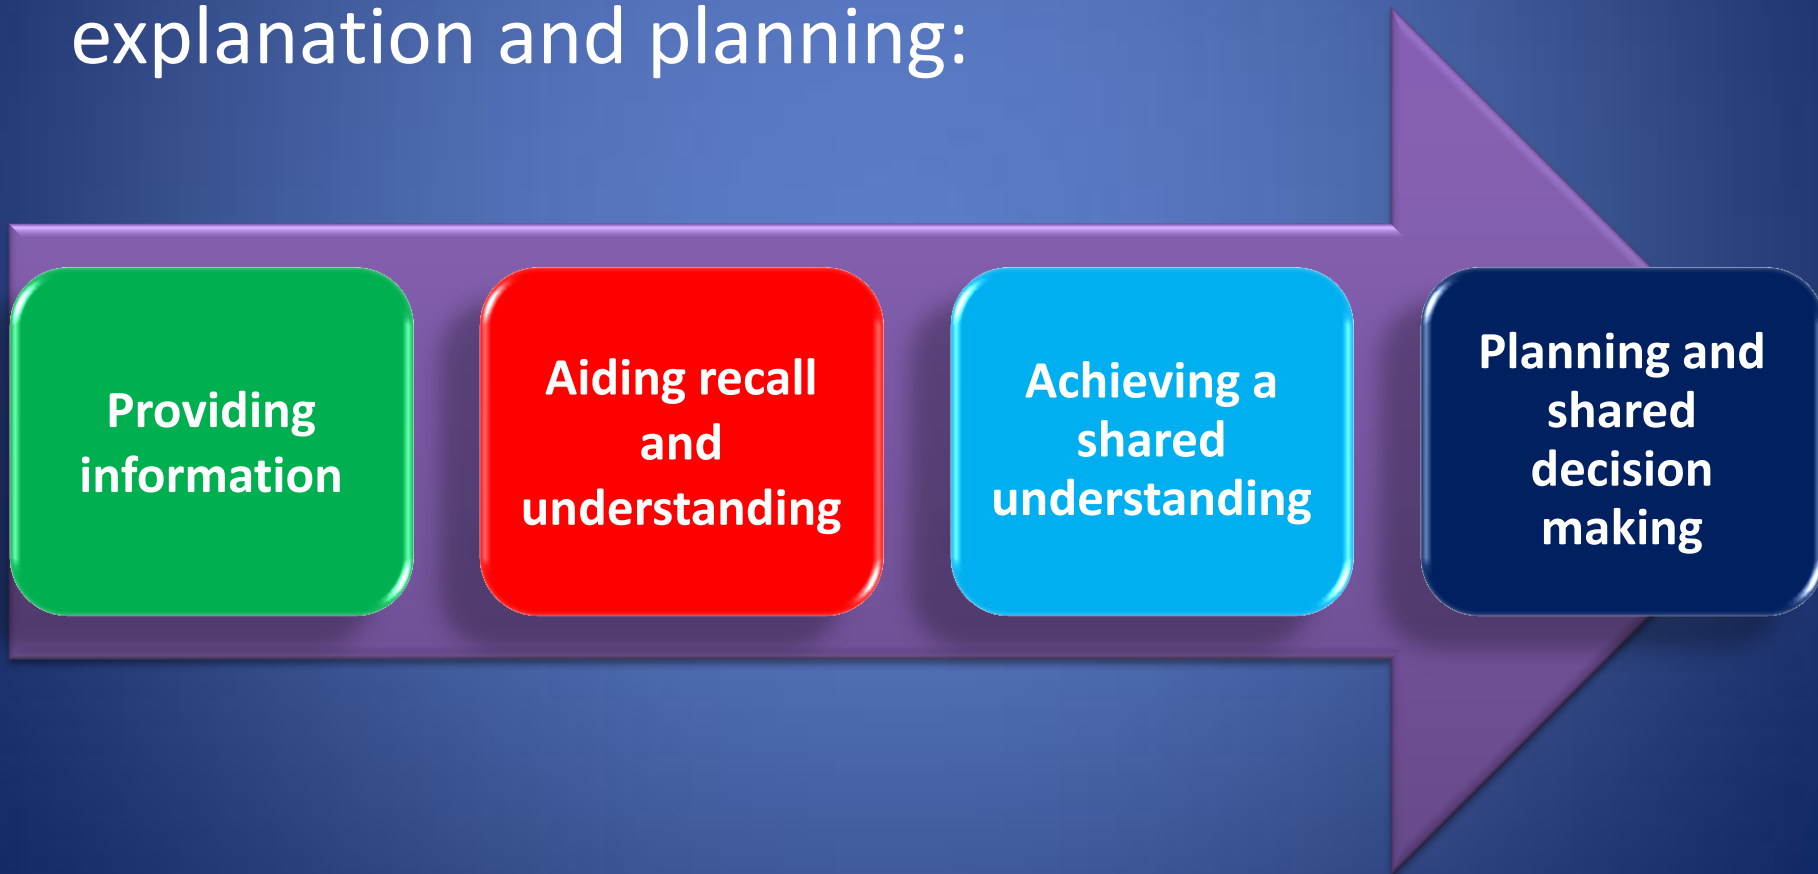 explanation and planning:
Providing
information
Aiding recall
and
understanding
Achieving a
shared
understanding
Planning and
shared
decision
making